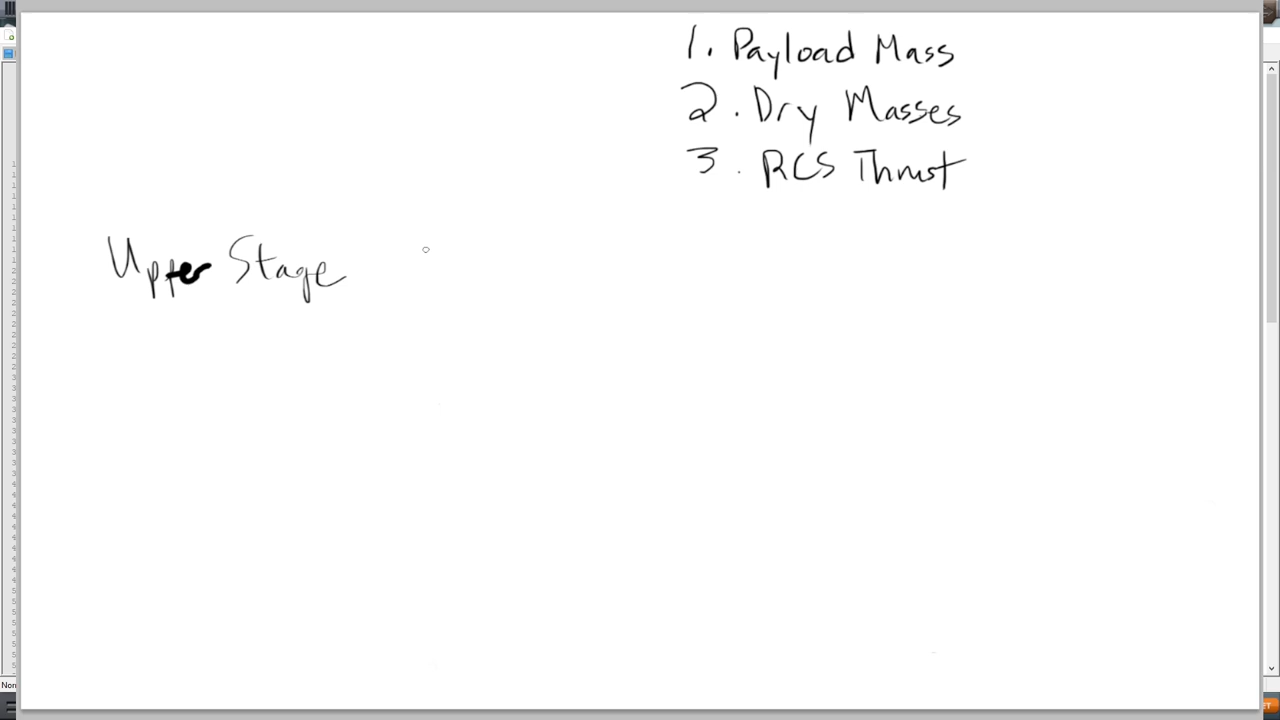 1. Payload Mass
2. Dry Masses
3. RCS Thrust
Upper Stage